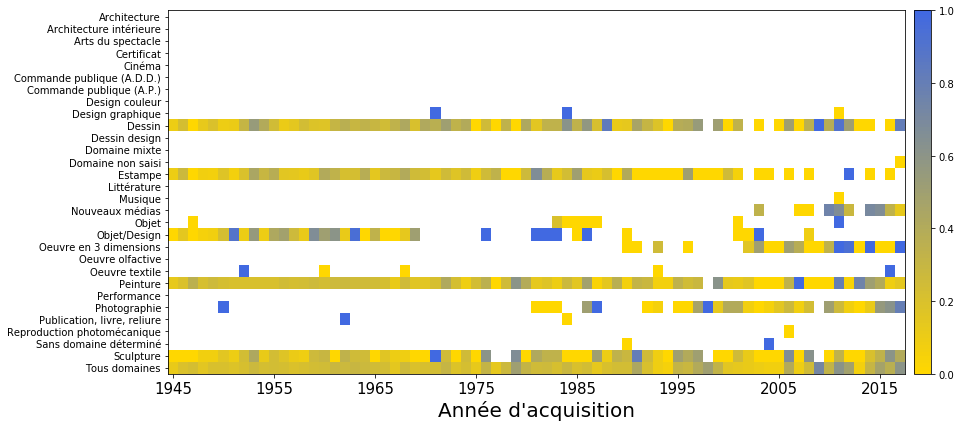 Architecture
Architecture intérieure
Arts du spectacle
Certificat
Cinéma
Commande publique (A.D.D.)
Commande publique (A.P.)
Design couleur
Design graphique
Dessin
Dessin design
Domaine mixte
Domaine non saisi
Estampe
Littérature
Musique
Nouveaux médias
Objet
Objet/Design
Oeuvre en 3 dimensions
Oeuvre olfactive
Oeuvre textile
Peinture
Performance
Photographie
Publication, livre, reliure
Reproduction photomécanique
Sans domaine déterminé
Sculpture
Tous domaines
1945 1955 1965 1975 1985 1995 2005 2015
Année d'acquisition
1.0
0.8
0.6
0.4
0.2
0.0